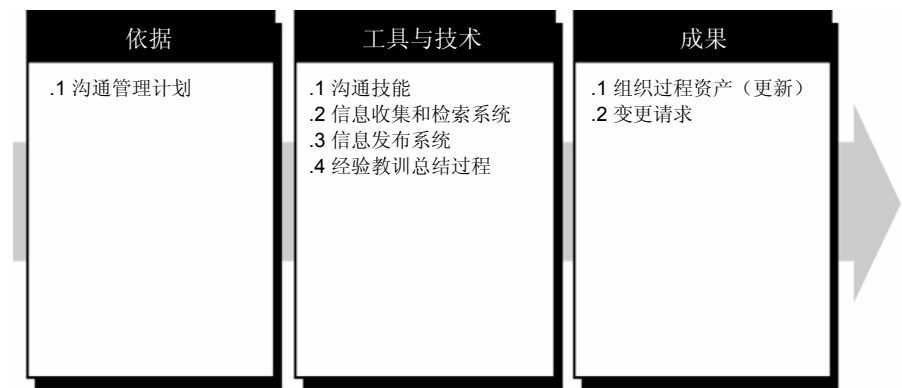 依据
.1 沟通管理计划
工具与技术
.1 沟通技能
.2 信息收集和检索系统
.3 信息发布系统
.4 经验教训总结过程
成果
.1 组织过程资产（更新）
.2 变更请求